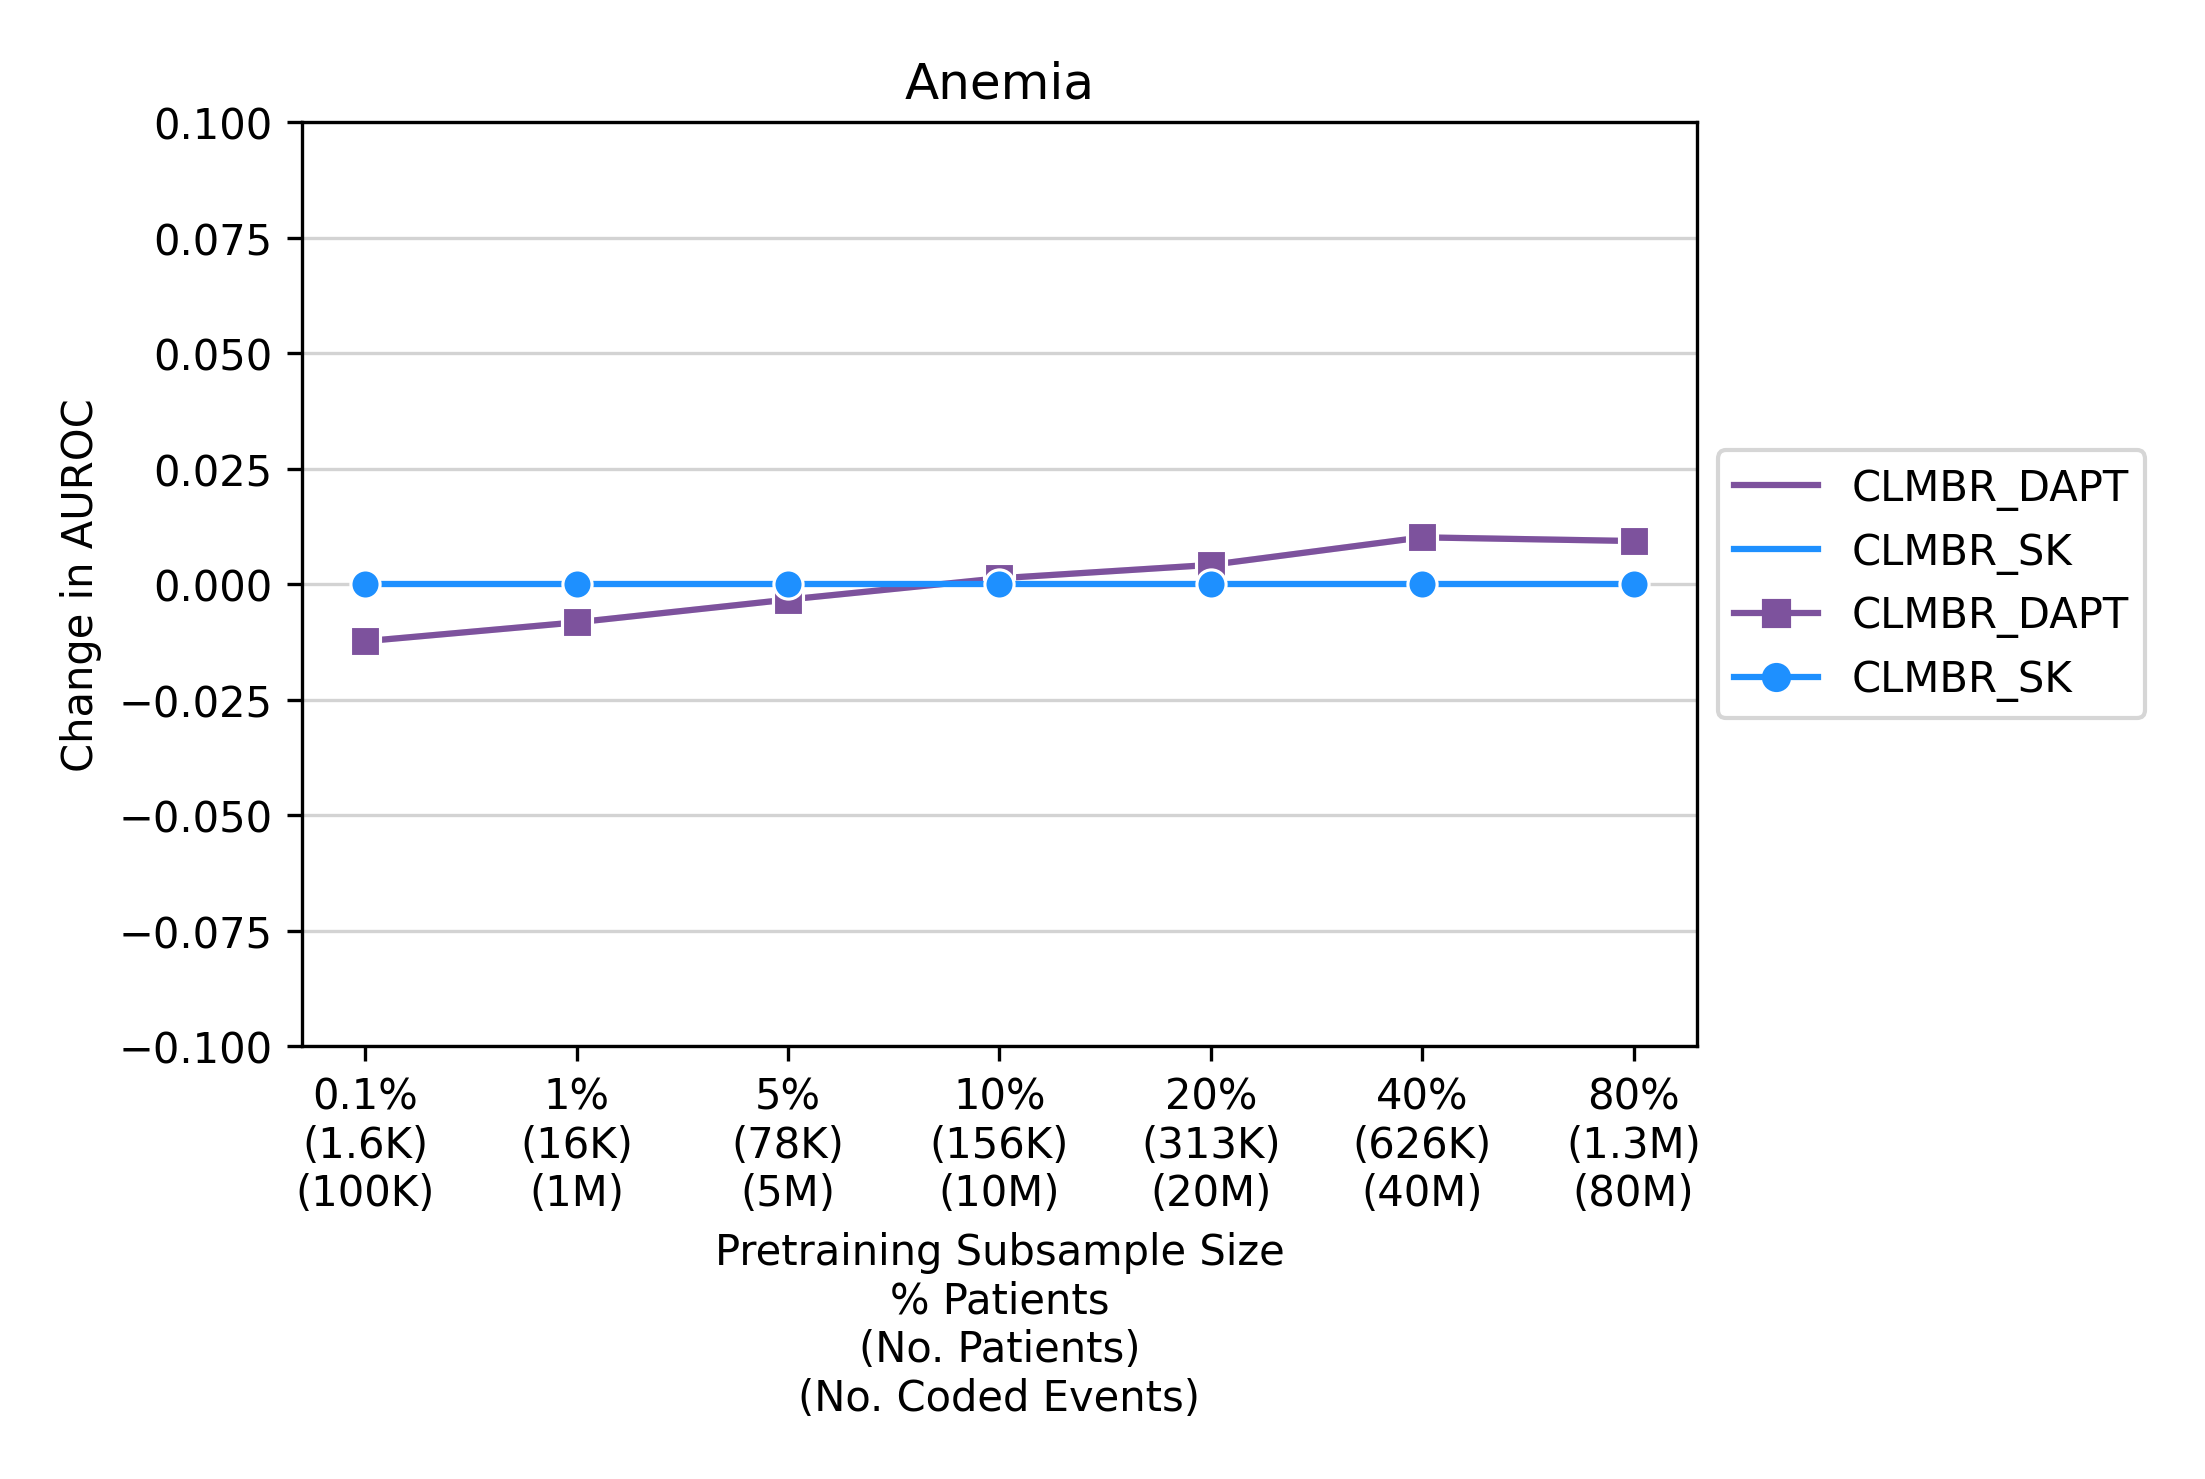 Anemia
0.100
0.075
0.050
0.025
0.000
−0.025
−0.050
−0.075
−0.100
Change in AUROC
0.1% 1% 5% 10% 20% 40% 80%
(1.6K) (16K) (78K) (156K) (313K) (626K) (1.3M)
(100K) (1M) (5M) (10M) (20M) (40M) (80M)
Pretraining Subsample Size
% Patients
(No. Patients)
(No. Coded Events)
CLMBR_DAPT
CLMBR_SK
CLMBR_DAPT
CLMBR_SK